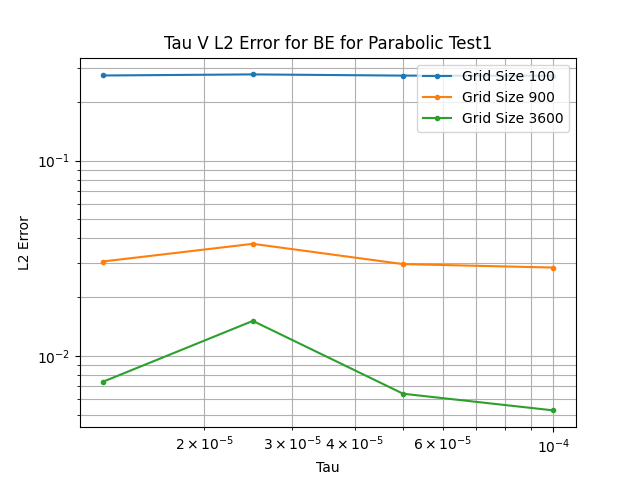 Tau V L2 Error for BE for Parabolic Test1
Grid Size 100
Grid Size 900
Grid Size 3600
10⁻¹
10⁻²
L2 Error
2 × 10⁻⁵
3 × 10⁻⁵
4 × 10⁻⁵
6 × 10⁻⁵
10⁻⁴
Tau